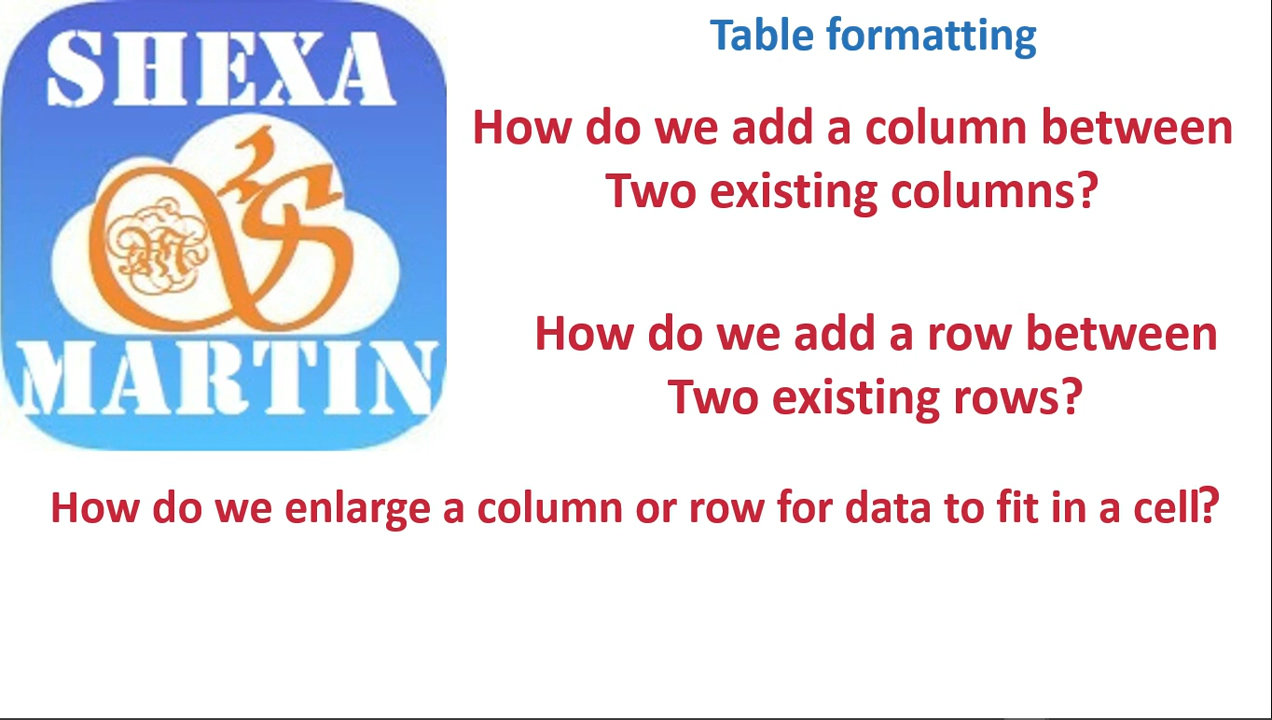 SHEXA
MARTIN
Table formatting
How do we add a column between
Two existing columns?
How do we add a row between
Two existing rows?
How do we enlarge a column or row for data to fit in a cell?